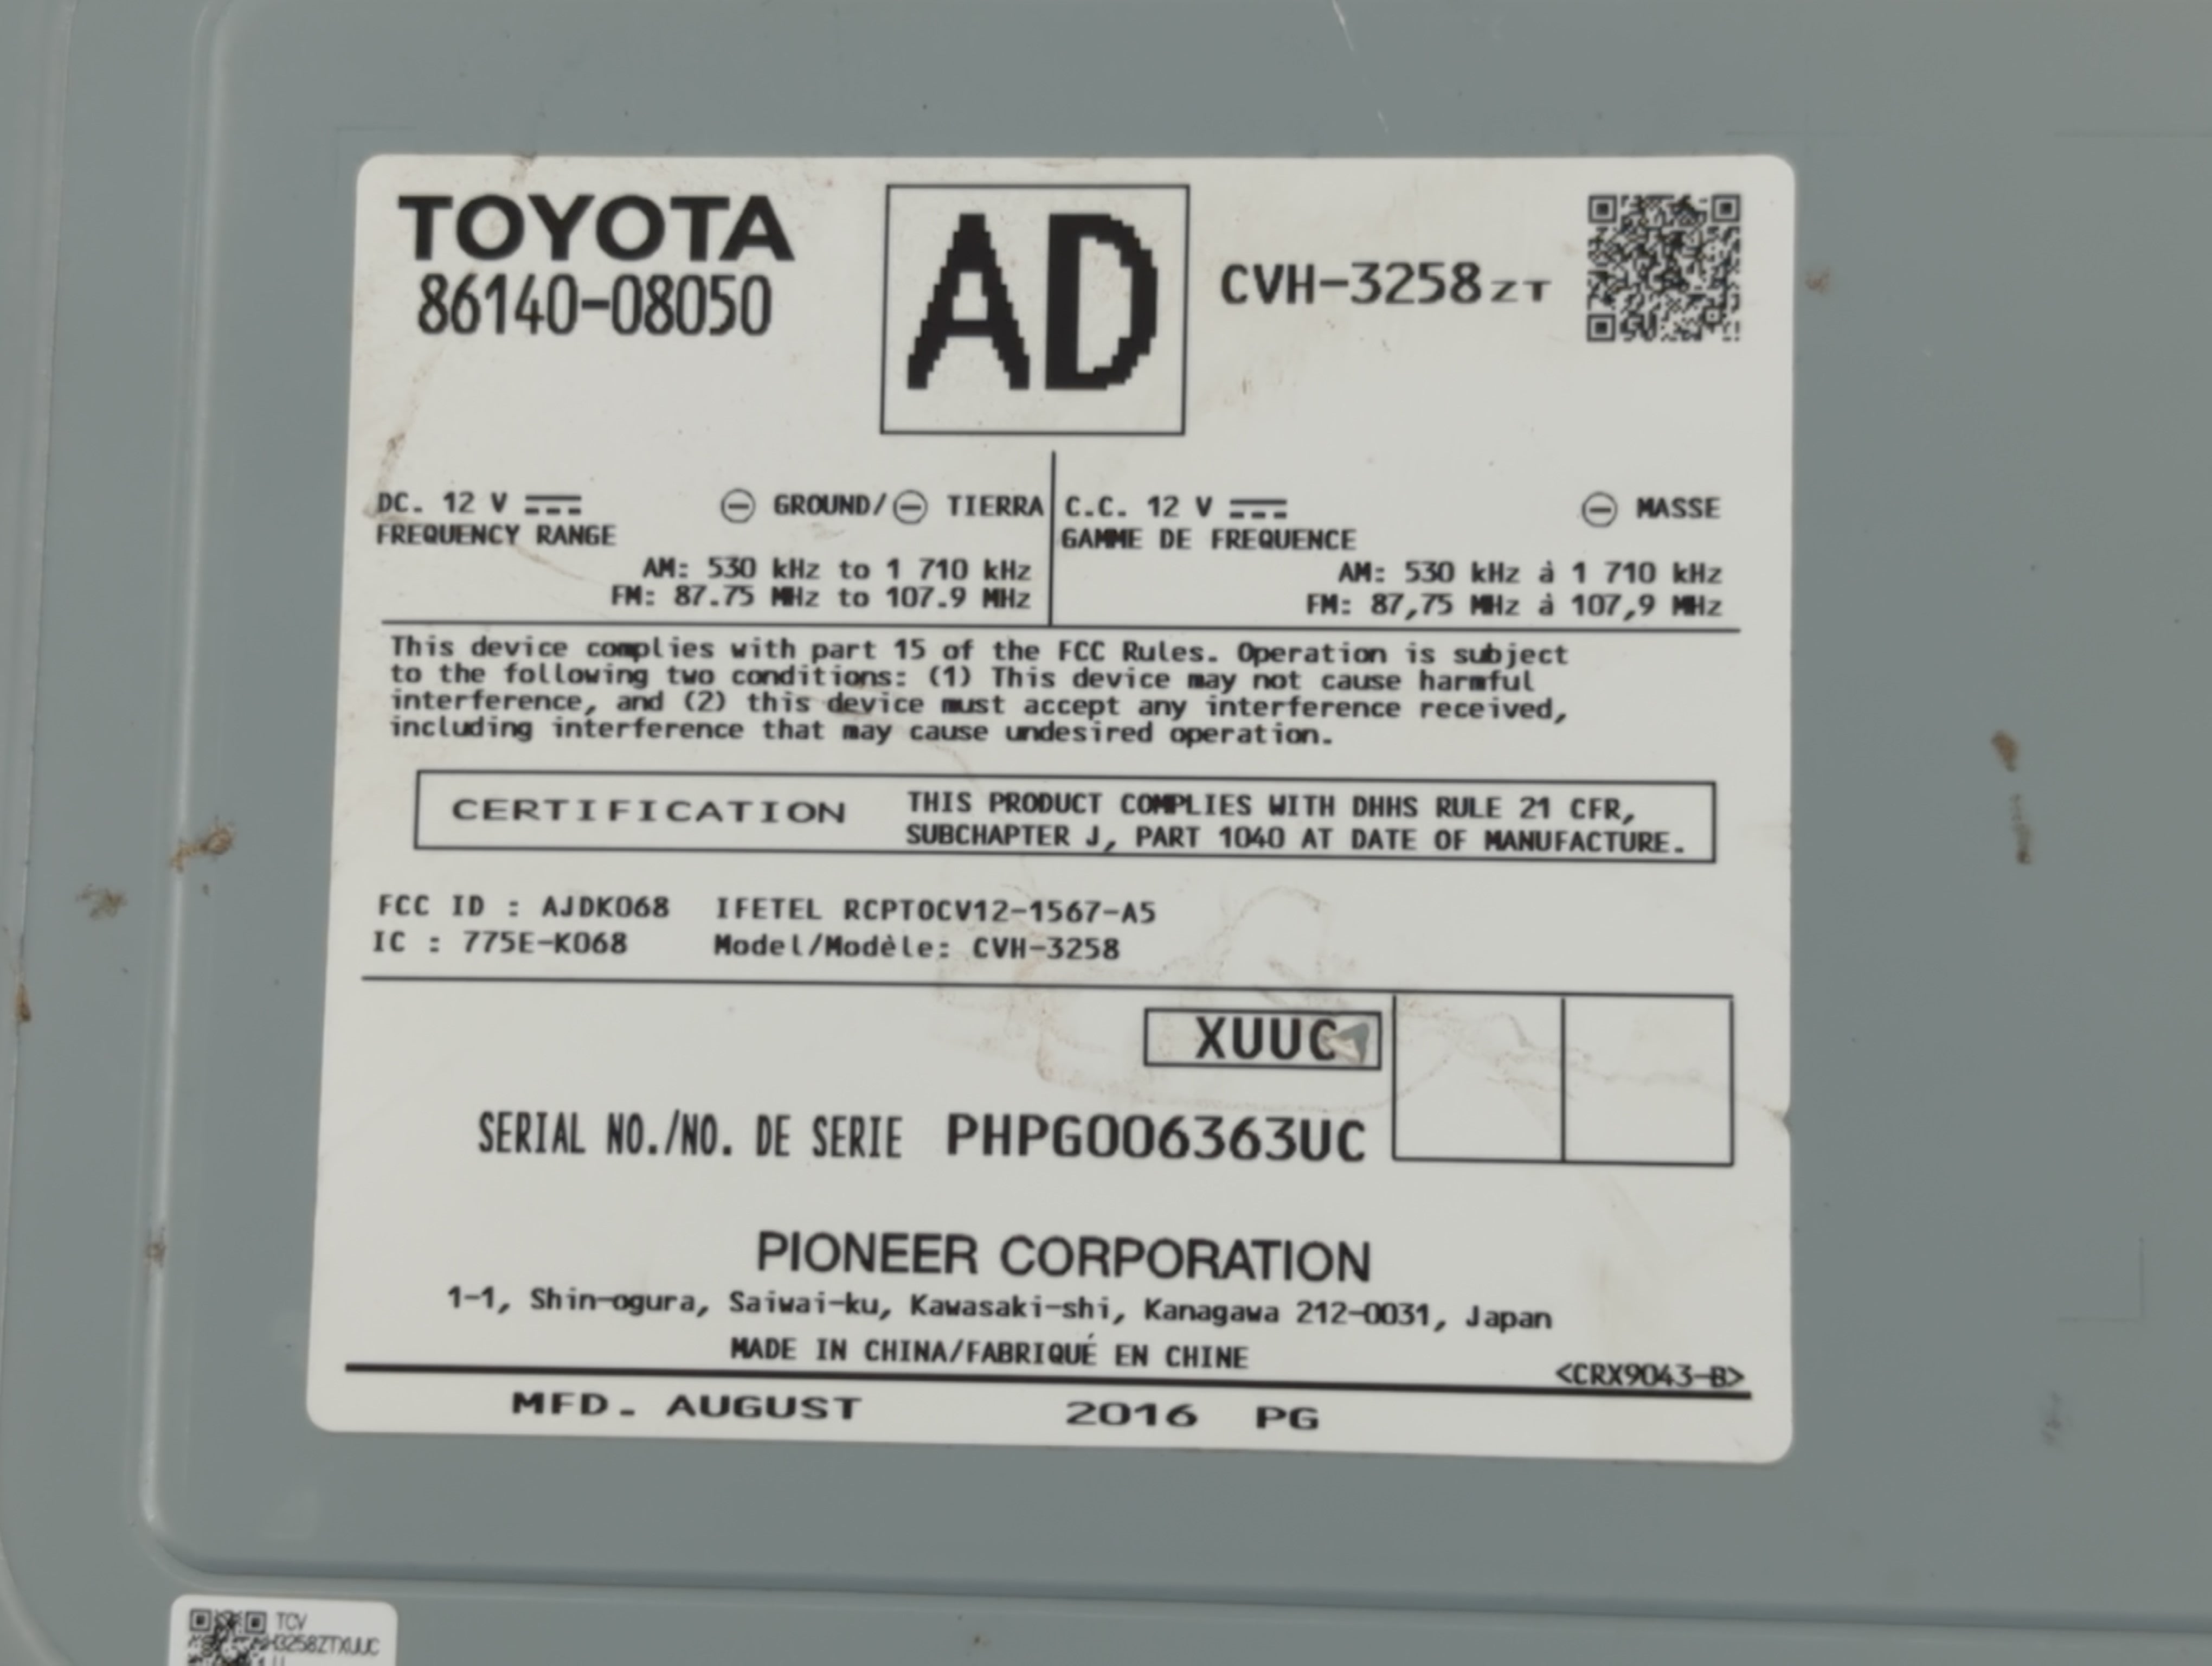 TOYOTA
86140-08050
AD
CVH-3258ZT
DC. 12 V ⎓ ⊖ GROUND/⊖ TIERRA
FREQUENCY RANGE
AM: 530 kHz to 1 710 kHz
FM: 87.75 MHz to 107.9 MHz
C.C. 12 V ⎓ ⊖ MASSE
GAMME DE FREQUENCE
AM: 530 kHz à 1 710 kHz
FM: 87,75 MHz à 107,9 MHz
This device complies with part 15 of the FCC Rules. Operation is subject
to the following two conditions: (1) This device may not cause harmful
interference, and (2) this device must accept any interference received,
including interference that may cause undesired operation.
CERTIFICATION
THIS PRODUCT COMPLIES WITH DHHS RULE 21 CFR,
SUBCHAPTER J, PART 1040 AT DATE OF MANUFACTURE.
FCC ID : AJDK068 IFETEL RCPTOCV12-1567-A5
IC : 775E-K068 Model/Modèle: CVH-3258
XUUC
SERIAL NO./NO. DE SERIE PHPG006363UC
PIONEER CORPORATION
1-1, Shin-ogura, Saiwai-ku, Kawasaki-shi, Kanagawa 212-0031, Japan
MADE IN CHINA/FABRIQUÉ EN CHINE
<CRX9043-B>
MFD. AUGUST 2016 PG
TCV
H3258ZTXUUC